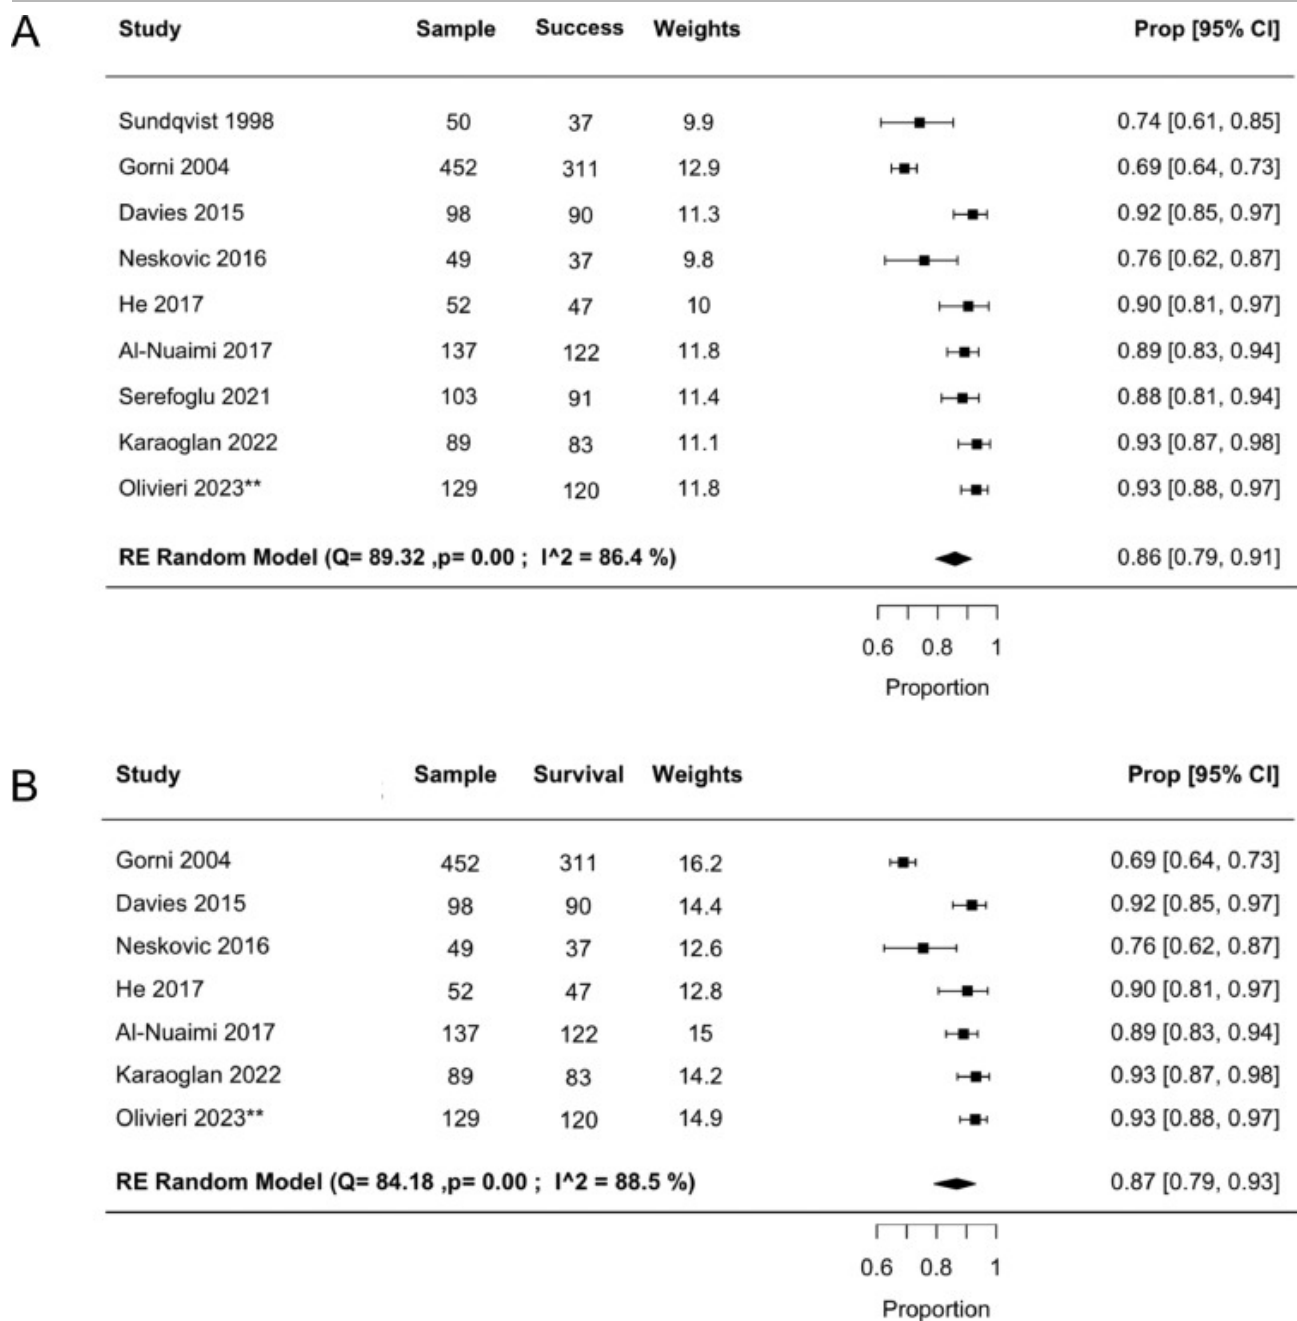 A
Study Sample Success Weights Prop [95% CI]
Sundqvist 1998 50 37 9.9 0.74 [0.61, 0.85]
Gorni 2004 452 311 12.9 0.69 [0.64, 0.73]
Davies 2015 98 90 11.3 0.92 [0.85, 0.97]
Neskovic 2016 49 37 9.8 0.76 [0.62, 0.87]
He 2017 52 47 10 0.90 [0.81, 0.97]
Al-Nuaimi 2017 137 122 11.8 0.89 [0.83, 0.94]
Serefoglu 2021 103 91 11.4 0.88 [0.81, 0.94]
Karaoglan 2022 89 83 11.1 0.93 [0.87, 0.98]
Olivieri 2023** 129 120 11.8 0.93 [0.88, 0.97]
RE Random Model (Q= 89.32 ,p= 0.00 ; I^2 = 86.4 %) 0.86 [0.79, 0.91]
0.6 0.8 1
Proportion
B
Study Sample Survival Weights Prop [95% CI]
Gorni 2004 452 311 16.2 0.69 [0.64, 0.73]
Davies 2015 98 90 14.4 0.92 [0.85, 0.97]
Neskovic 2016 49 37 12.6 0.76 [0.62, 0.87]
He 2017 52 47 12.8 0.90 [0.81, 0.97]
Al-Nuaimi 2017 137 122 15 0.89 [0.83, 0.94]
Karaoglan 2022 89 83 14.2 0.93 [0.87, 0.98]
Olivieri 2023** 129 120 14.9 0.93 [0.88, 0.97]
RE Random Model (Q= 84.18 ,p= 0.00 ; I^2 = 88.5 %) 0.87 [0.79, 0.93]
0.6 0.8 1
Proportion